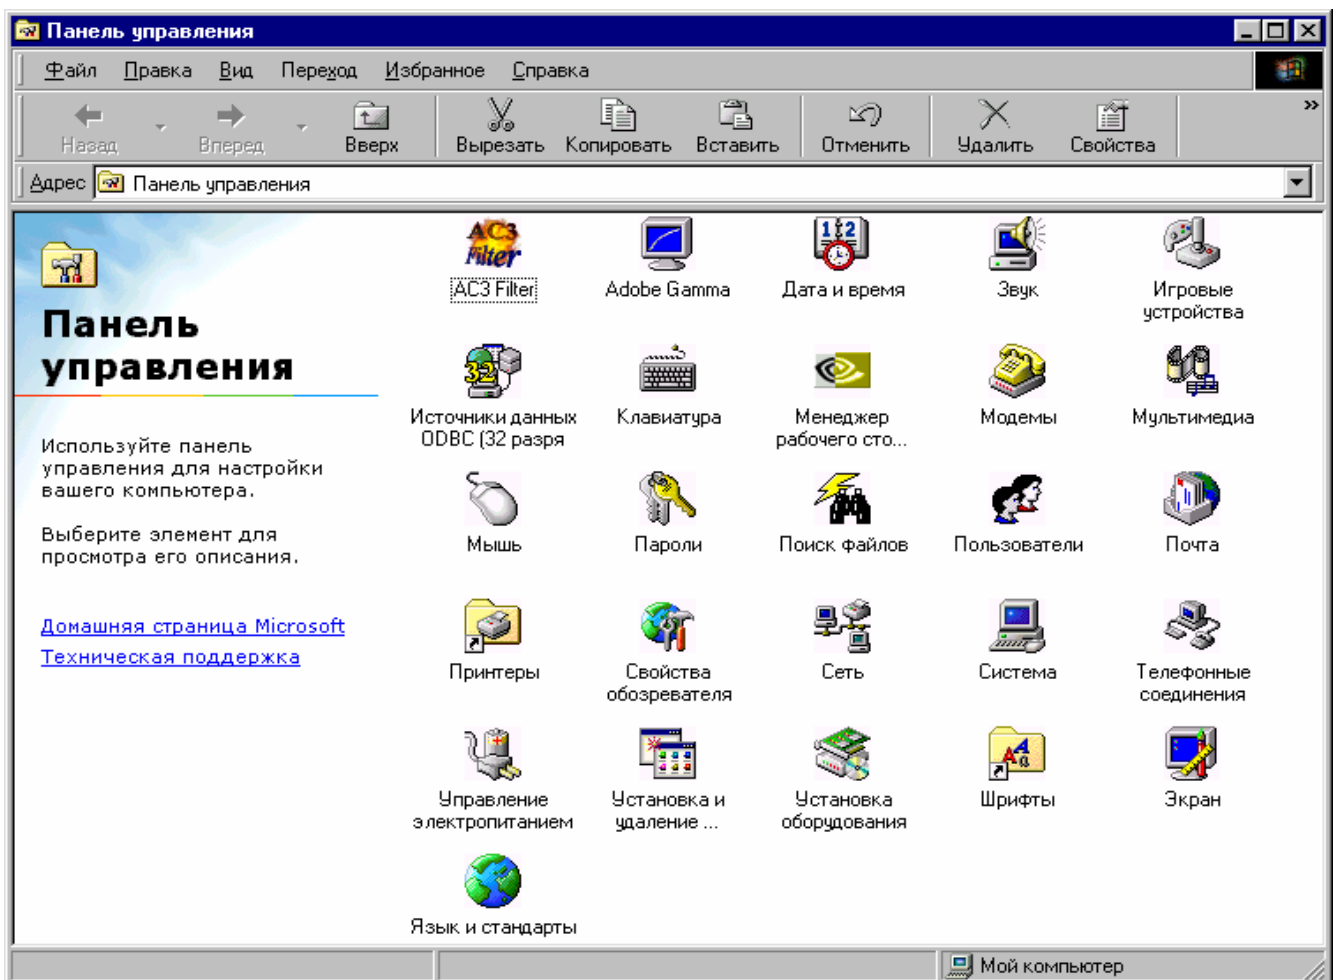 Панель управления
Файл Правка Вид Переход Избранное Справка
Назад Вперед Вверх Вырезать Копировать Вставить Отменить Удалить Свойства »
Адрес Панель управления
Панель
управления
Используйте панель
управления для настройки
вашего компьютера.
Выберите элемент для
просмотра его описания.
Домашняя страница Microsoft
Техническая поддержка
AC3 Filter
AC3 Filter
Adobe Gamma
12
Дата и время
Звук
Игровые
устройства
32
Источники данных
ODBC (32 разря
Клавиатура
Менеджер
рабочего сто...
Модемы
Мультимедиа
Мышь
Пароли
Поиск файлов
Пользователи
Почта
Принтеры
Свойства
обозревателя
Сеть
Система
Телефонные
соединения
Управление
электропитанием
Установка и
удаление ...
Установка
оборудования
Шрифты
Экран
Язык и стандарты
Мой компьютер